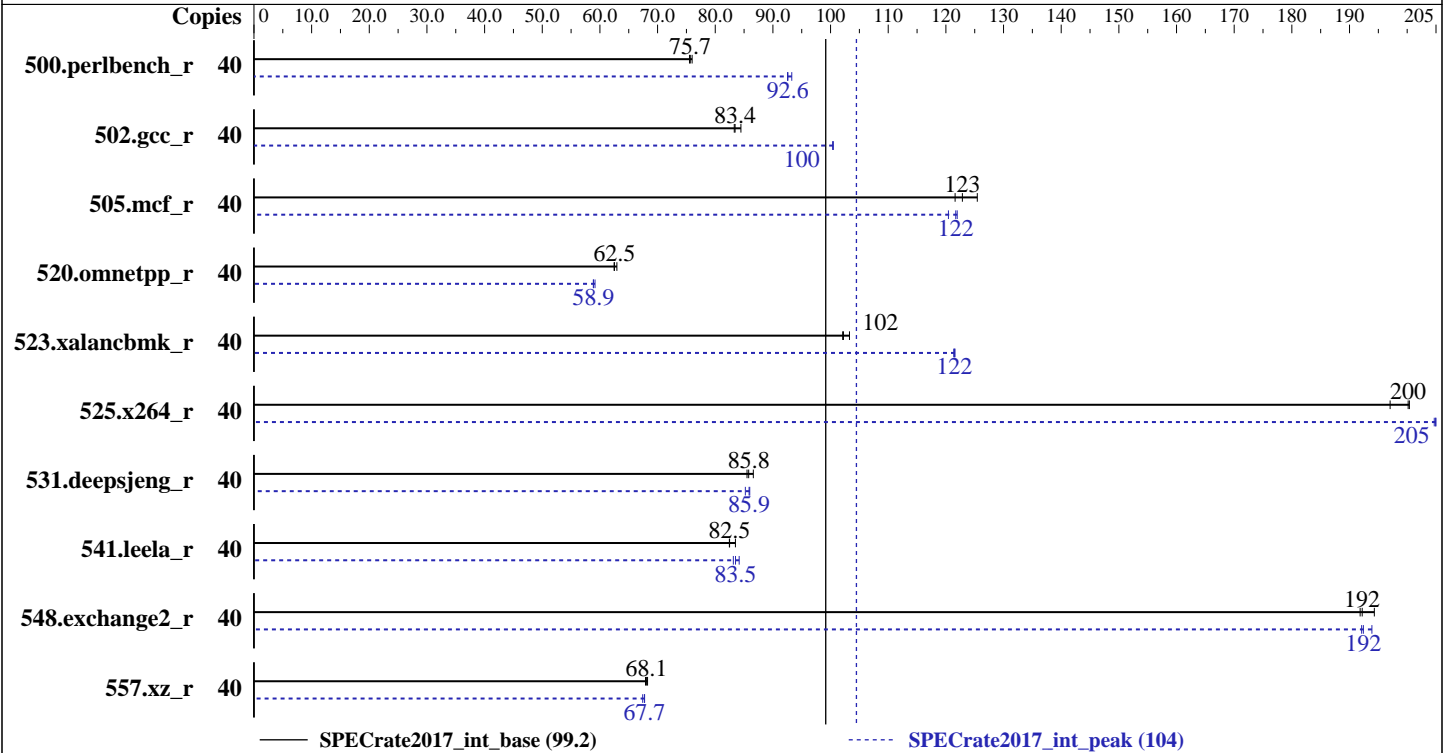 Copies 0 10.0 20.0 30.0 40.0 50.0 60.0 70.0 80.0 90.0 100 110 120 130 140 150 160 170 180 190 205
75.7
500.perlbench_r 40
92.6
83.4
502.gcc_r 40
100
123
505.mcf_r 40
122
62.5
520.omnetpp_r 40
58.9
102
523.xalancbmk_r 40
122
200
525.x264_r 40
205
85.8
531.deepsjeng_r 40
85.9
82.5
541.leela_r 40
83.5
192
548.exchange2_r 40
192
68.1
557.xz_r 40
67.7
SPECrate2017_int_base (99.2) SPECrate2017_int_peak (104)